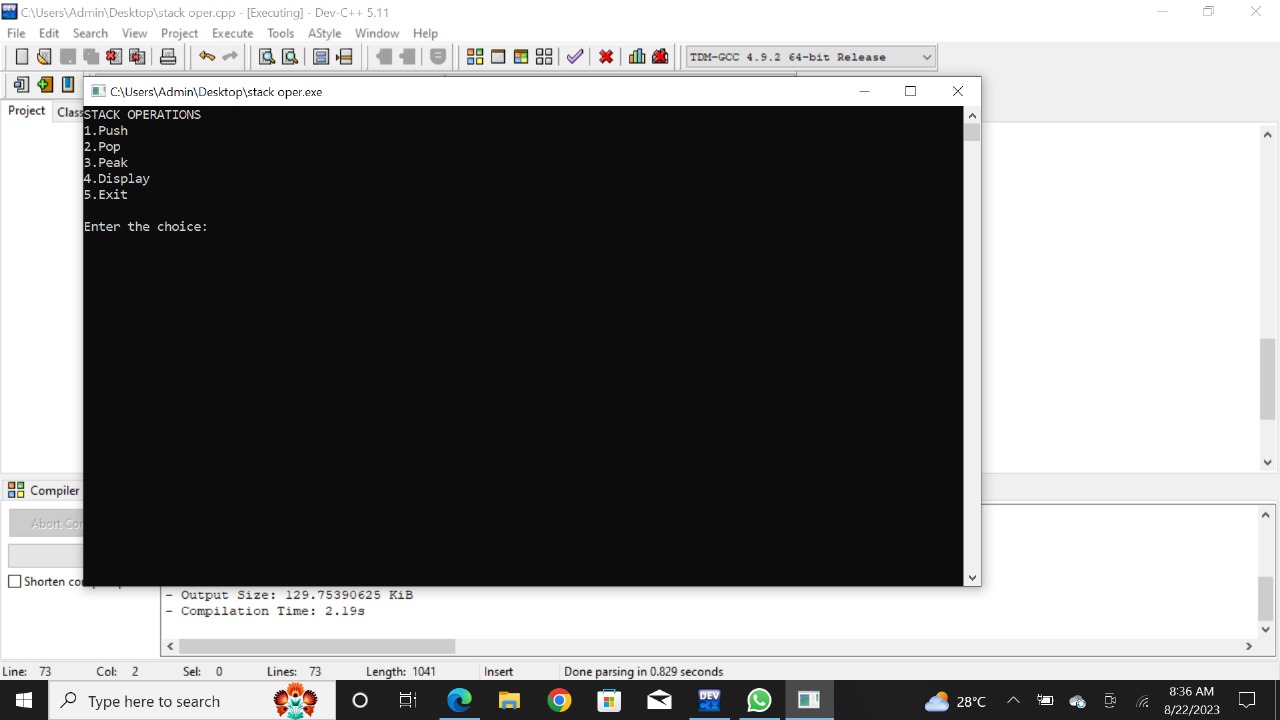 C:\Users\Admin\Desktop\stack oper.cpp - [Executing] - Dev-C++ 5.11
File Edit Search View Project Execute Tools AStyle Window Help
TDM-GCC 4.9.2 64-bit Release
C:\Users\Admin\Desktop\stack oper.exe
Project
STACK OPERATIONS
1.Push
2.Pop
3.Peak
4.Display
5.Exit
Enter the choice:
Compiler
Shorten
- Output Size: 129.75390625 KiB
- Compilation Time: 2.19s
Line: 73 Col: 2 Sel: 0 Lines: 73 Length: 1041 Insert Done parsing in 0.829 seconds
Type here to search
DEV
28°C
8:36 AM
8/22/2023